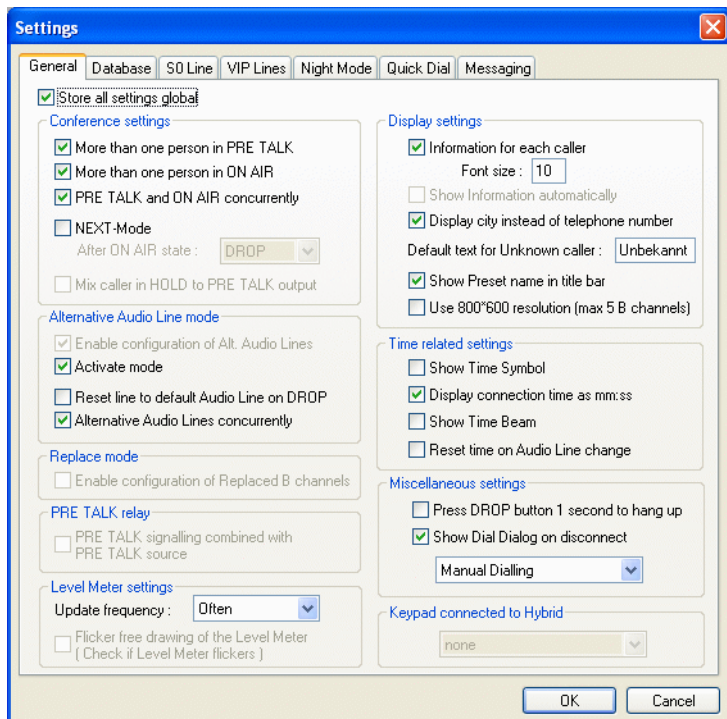 Settings
General
Database
S0 Line
VIP Lines
Night Mode
Quick Dial
Messaging
Store all settings global
Conference settings
More than one person in PRE TALK
More than one person in ON AIR
PRE TALK and ON AIR concurrently
NEXT-Mode
After ON AIR state : DROP
Mix caller in HOLD to PRE TALK output
Alternative Audio Line mode
Enable configuration of Alt. Audio Lines
Activate mode
Reset line to default Audio Line on DROP
Alternative Audio Lines concurrently
Replace mode
Enable configuration of Replaced B channels
PRE TALK relay
PRE TALK signalling combined with
PRE TALK source
Level Meter settings
Update frequency : Often
Flicker free drawing of the Level Meter
( Check if Level Meter flickers )
Display settings
Information for each caller
Font size : 10
Show Information automatically
Display city instead of telephone number
Default text for Unknown caller : Unbekannt
Show Preset name in title bar
Use 800*600 resolution (max 5 B channels)
Time related settings
Show Time Symbol
Display connection time as mm:ss
Show Time Beam
Reset time on Audio Line change
Miscellaneous settings
Press DROP button 1 second to hang up
Show Dial Dialog on disconnect
Manual Dialling
Keypad connected to Hybrid
none
OK
Cancel